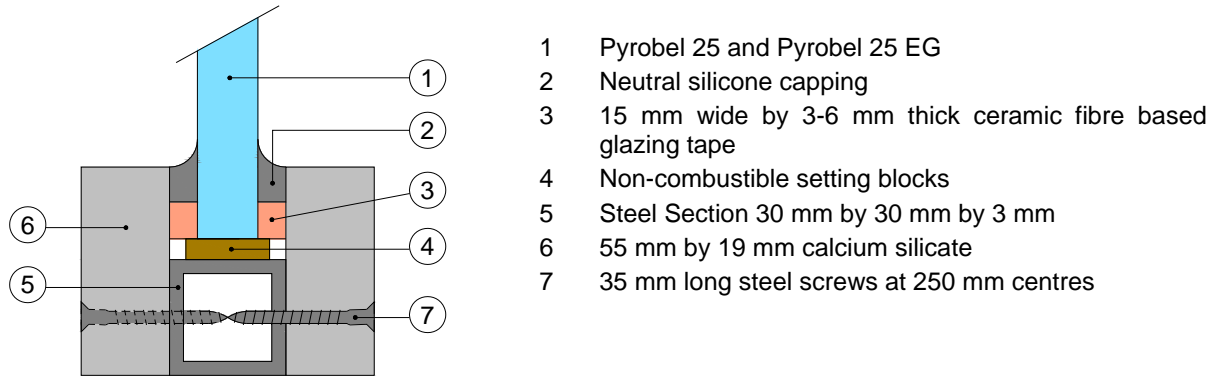 1
2
3
4
5
6
7
1 Pyrobel 25 and Pyrobel 25 EG
2 Neutral silicone capping
3 15 mm wide by 3-6 mm thick ceramic fibre based
glazing tape
4 Non-combustible setting blocks
5 Steel Section 30 mm by 30 mm by 3 mm
6 55 mm by 19 mm calcium silicate
7 35 mm long steel screws at 250 mm centres